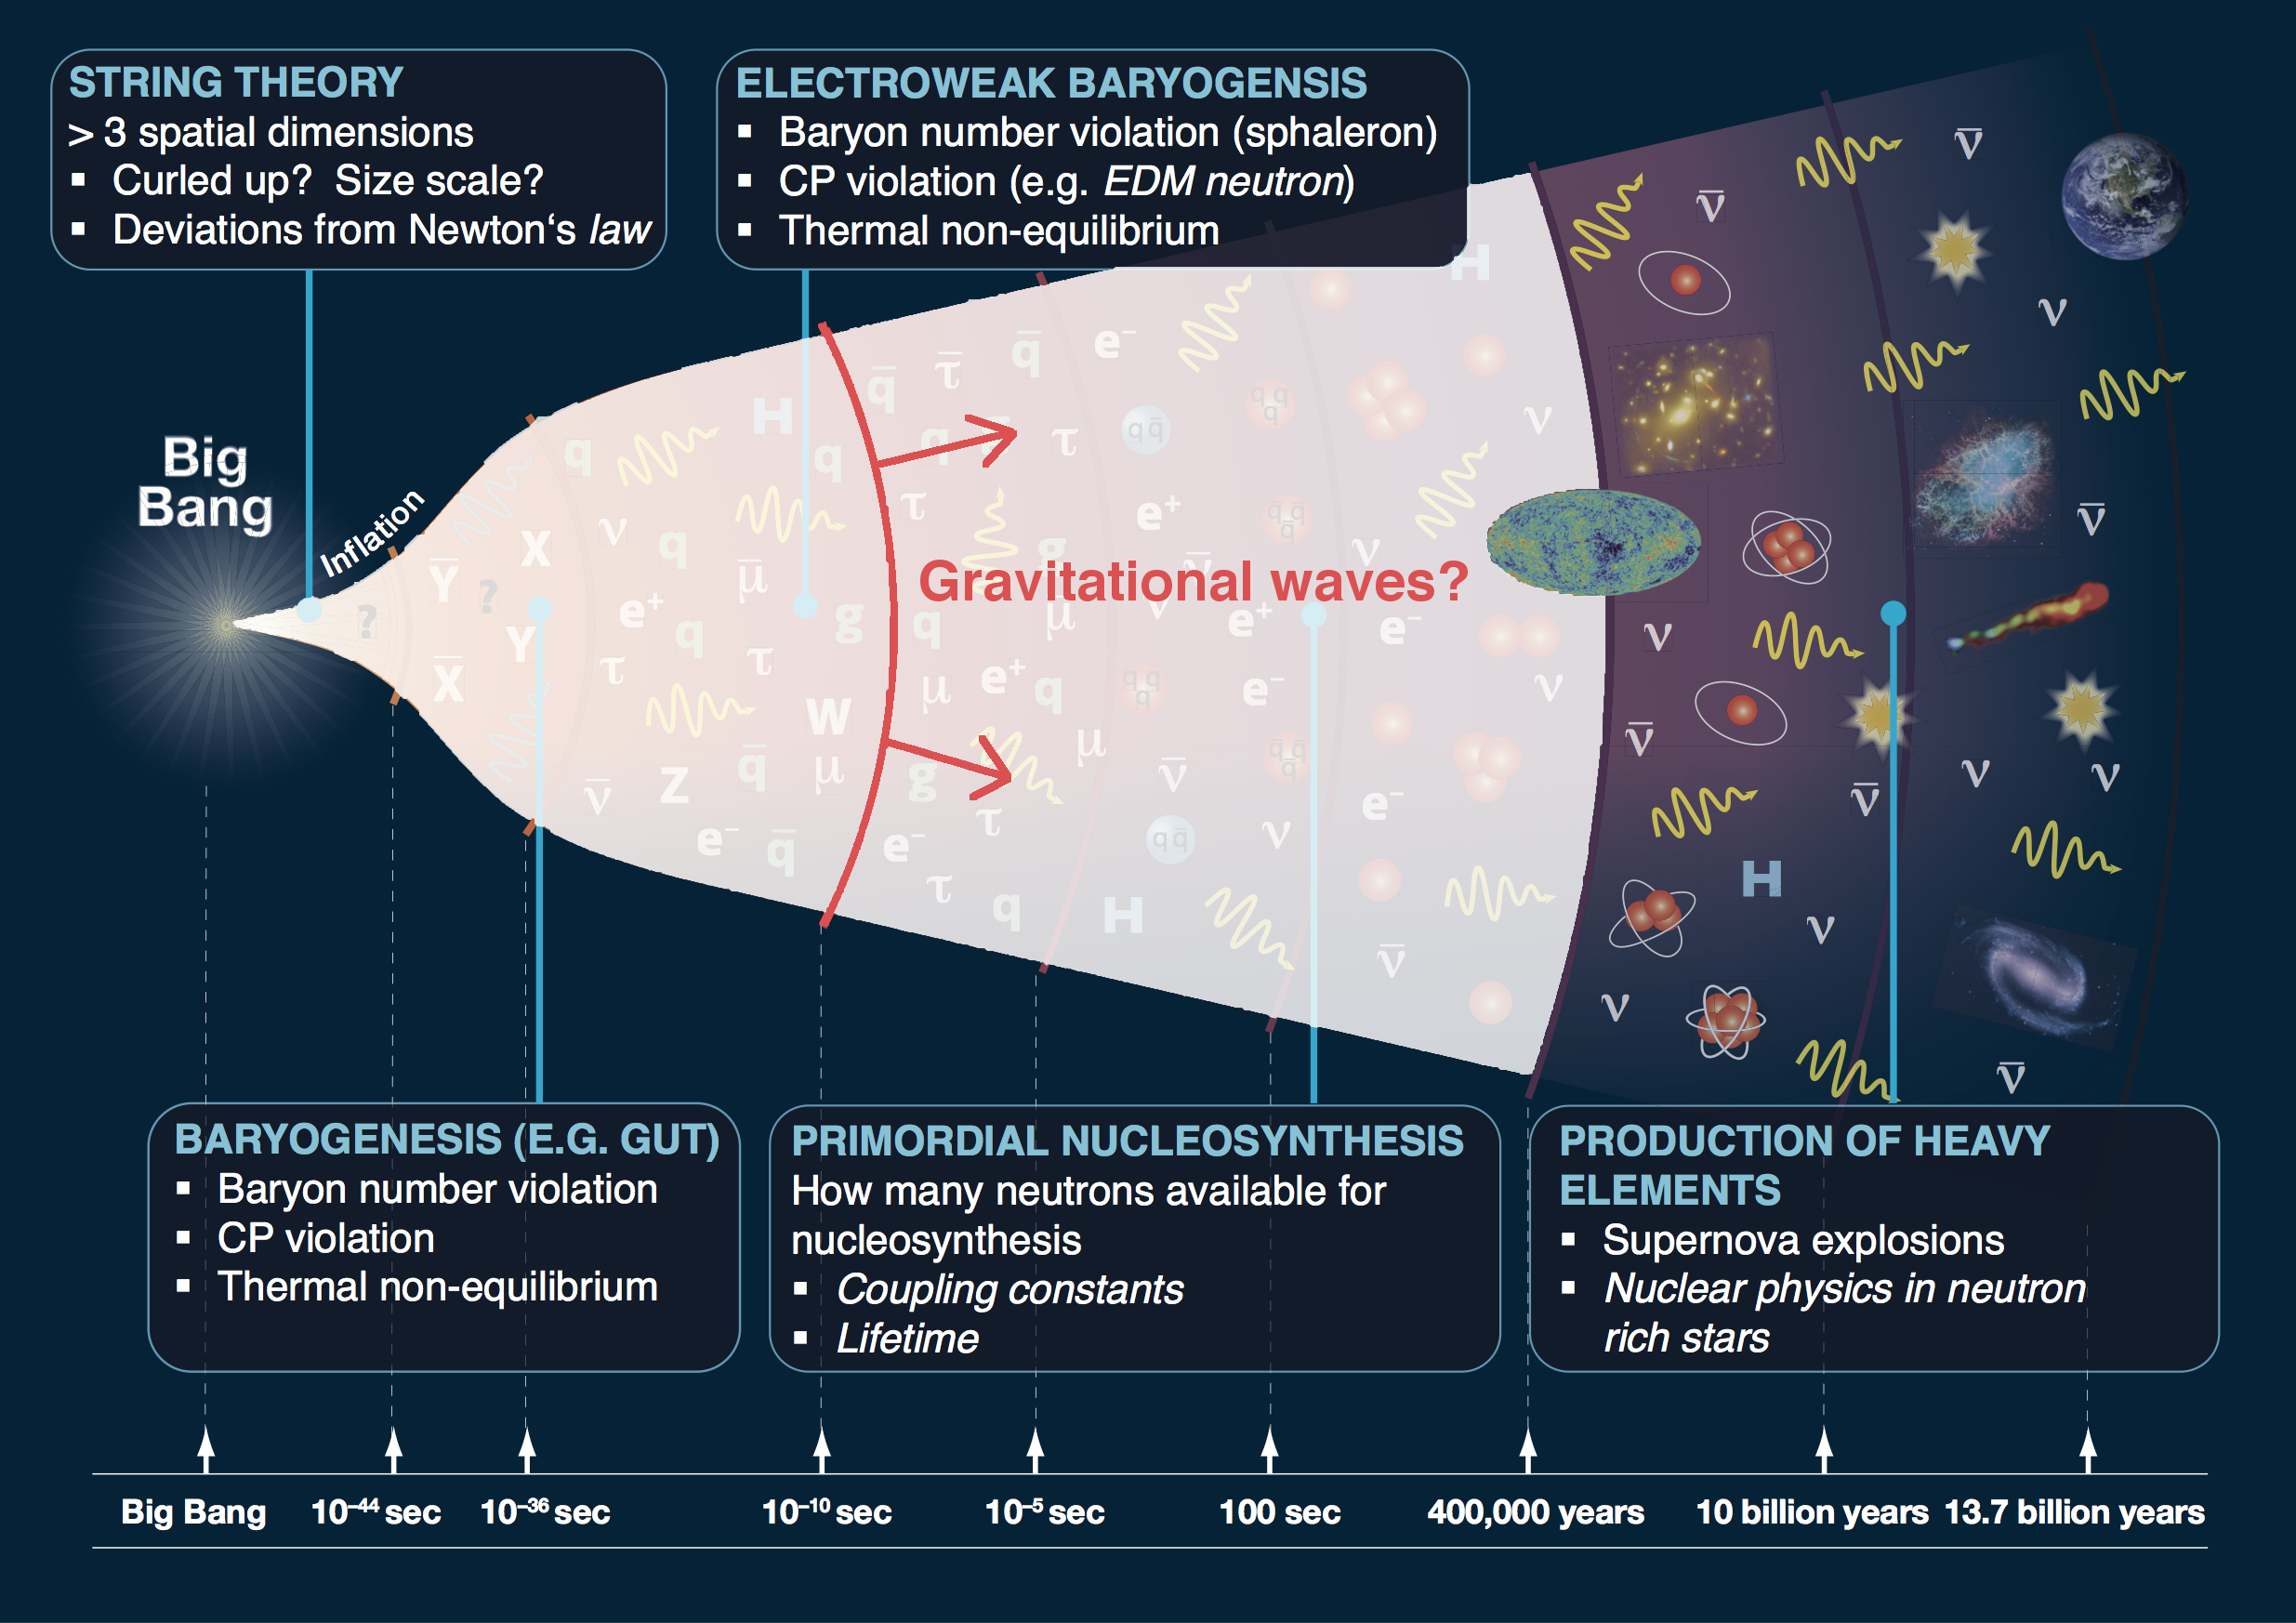 STRING THEORY
> 3 spatial dimensions
▪ Curled up?  Size scale?
▪ Deviations from Newton‘s law
ELECTROWEAK BARYOGENSIS
▪ Baryon number violation (sphaleron)
▪ CP violation (e.g. EDM neutron)
▪ Thermal non-equilibrium
Big
Bang
Inflation
Gravitational waves?
BARYOGENESIS (E.G. GUT)
▪ Baryon number violation
▪ CP violation
▪ Thermal non-equilibrium
PRIMORDIAL NUCLEOSYNTHESIS
How many neutrons available for
nucleosynthesis
▪ Coupling constants
▪ Lifetime
PRODUCTION OF HEAVY
ELEMENTS
▪ Supernova explosions
▪ Nuclear physics in neutron
rich stars
Big Bang 10⁻⁴⁴ sec 10⁻³⁶ sec 10⁻¹⁰ sec 10⁻⁵ sec 100 sec 400,000 years 10 billion years 13.7 billion years